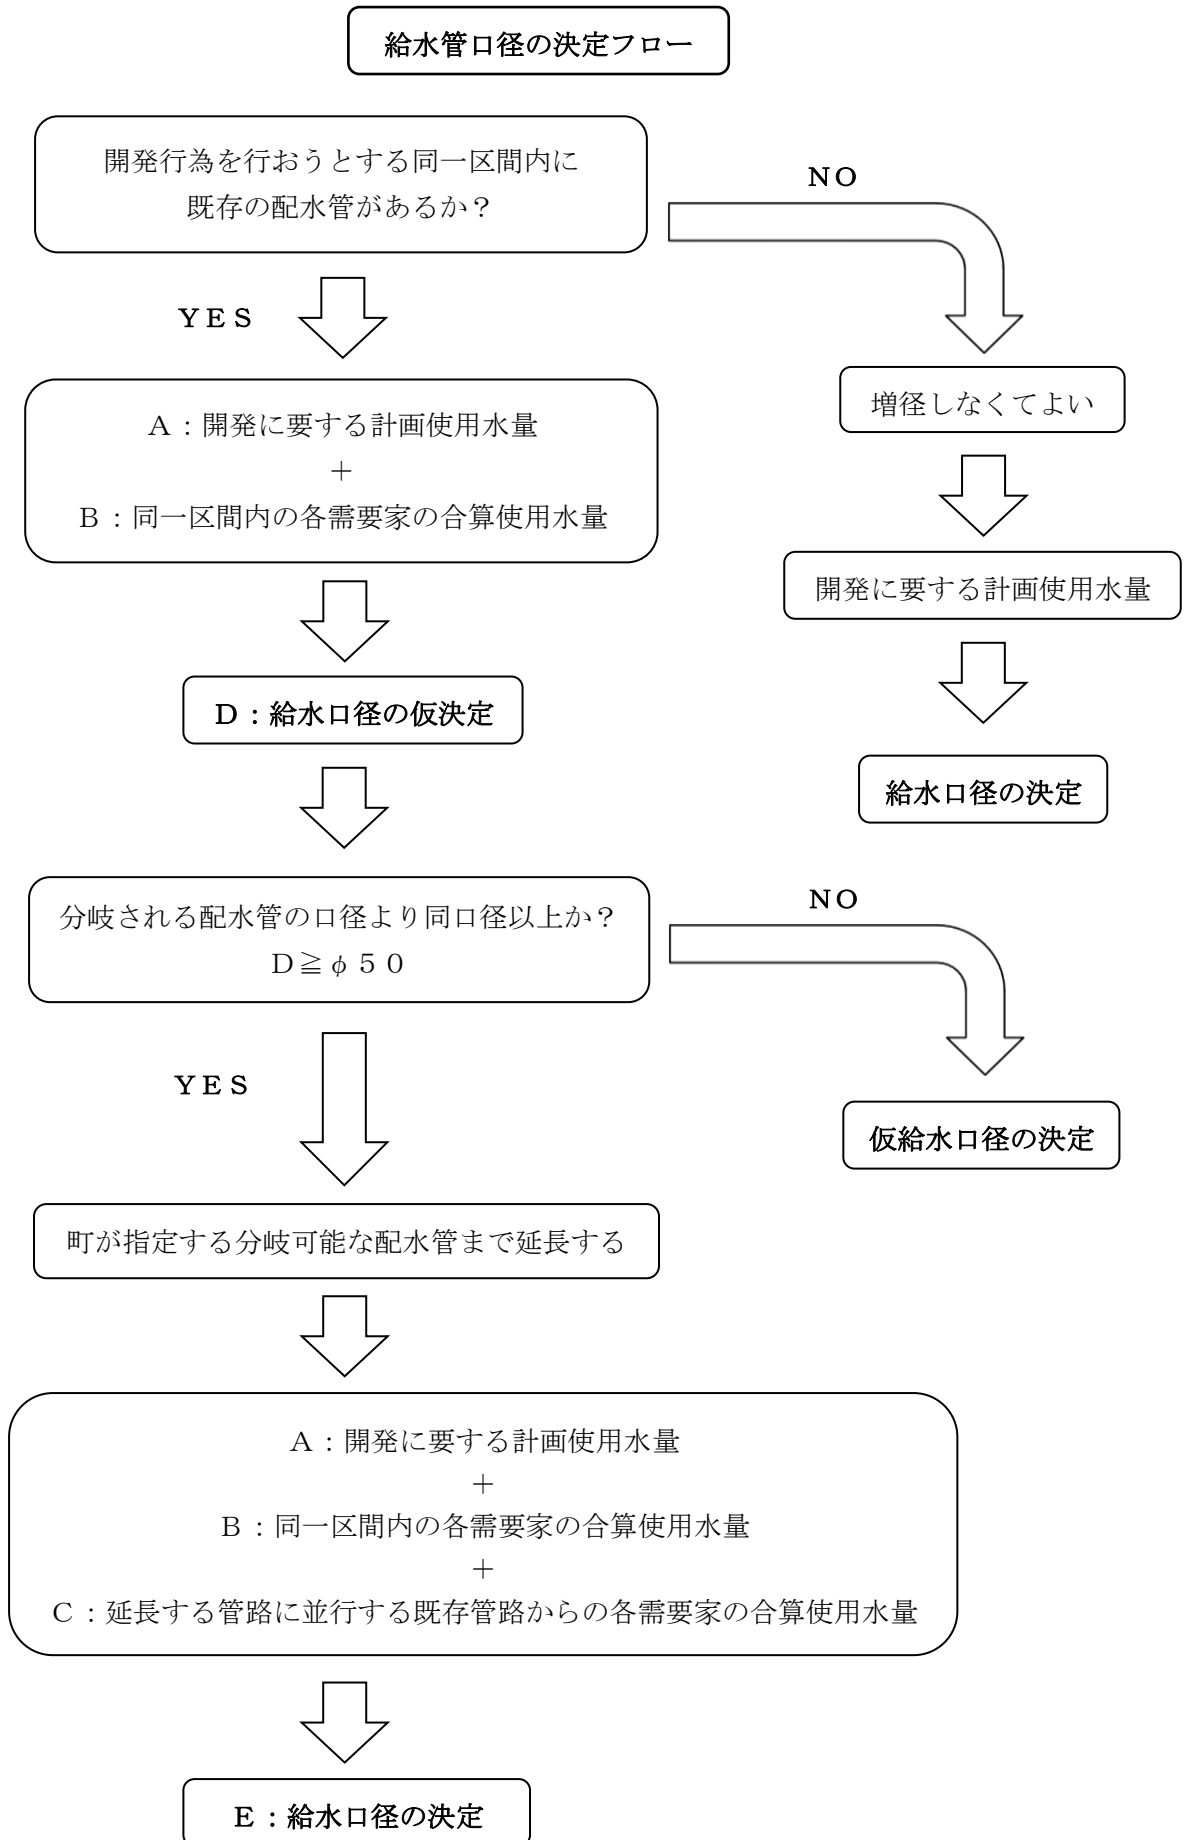 給水管口径の決定フロー
開発行為を行おうとする同一区間内に
既存の配水管があるか？
ＮＯ
ＹＥＳ
増径しなくてよい
Ａ：開発に要する計画使用水量
＋
Ｂ：同一区間内の各需要家の合算使用水量
開発に要する計画使用水量
Ｄ：給水口径の仮決定
給水口径の決定
分岐される配水管の口径より同口径以上か？
Ｄ≧φ５０
ＮＯ
ＹＥＳ
仮給水口径の決定
町が指定する分岐可能な配水管まで延長する
Ａ：開発に要する計画使用水量
＋
Ｂ：同一区間内の各需要家の合算使用水量
＋
Ｃ：延長する管路に並行する既存管路からの各需要家の合算使用水量
Ｅ：給水口径の決定